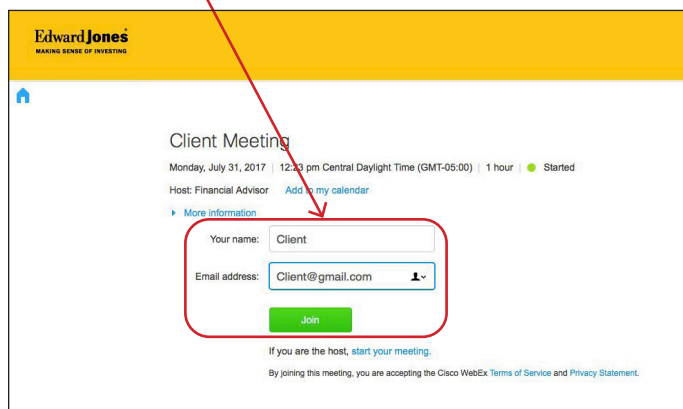 Edward Jones
MAKING SENSE OF INVESTING
Client Meeting
Monday, July 31, 2017 | 12:23 pm Central Daylight Time (GMT-05:00) | 1 hour | Started
Host: Financial Advisor Add to my calendar
More information
Your name: Client
Email address: Client@gmail.com
Join
If you are the host, start your meeting.
By joining this meeting, you are accepting the Cisco WebEx Terms of Service and Privacy Statement.